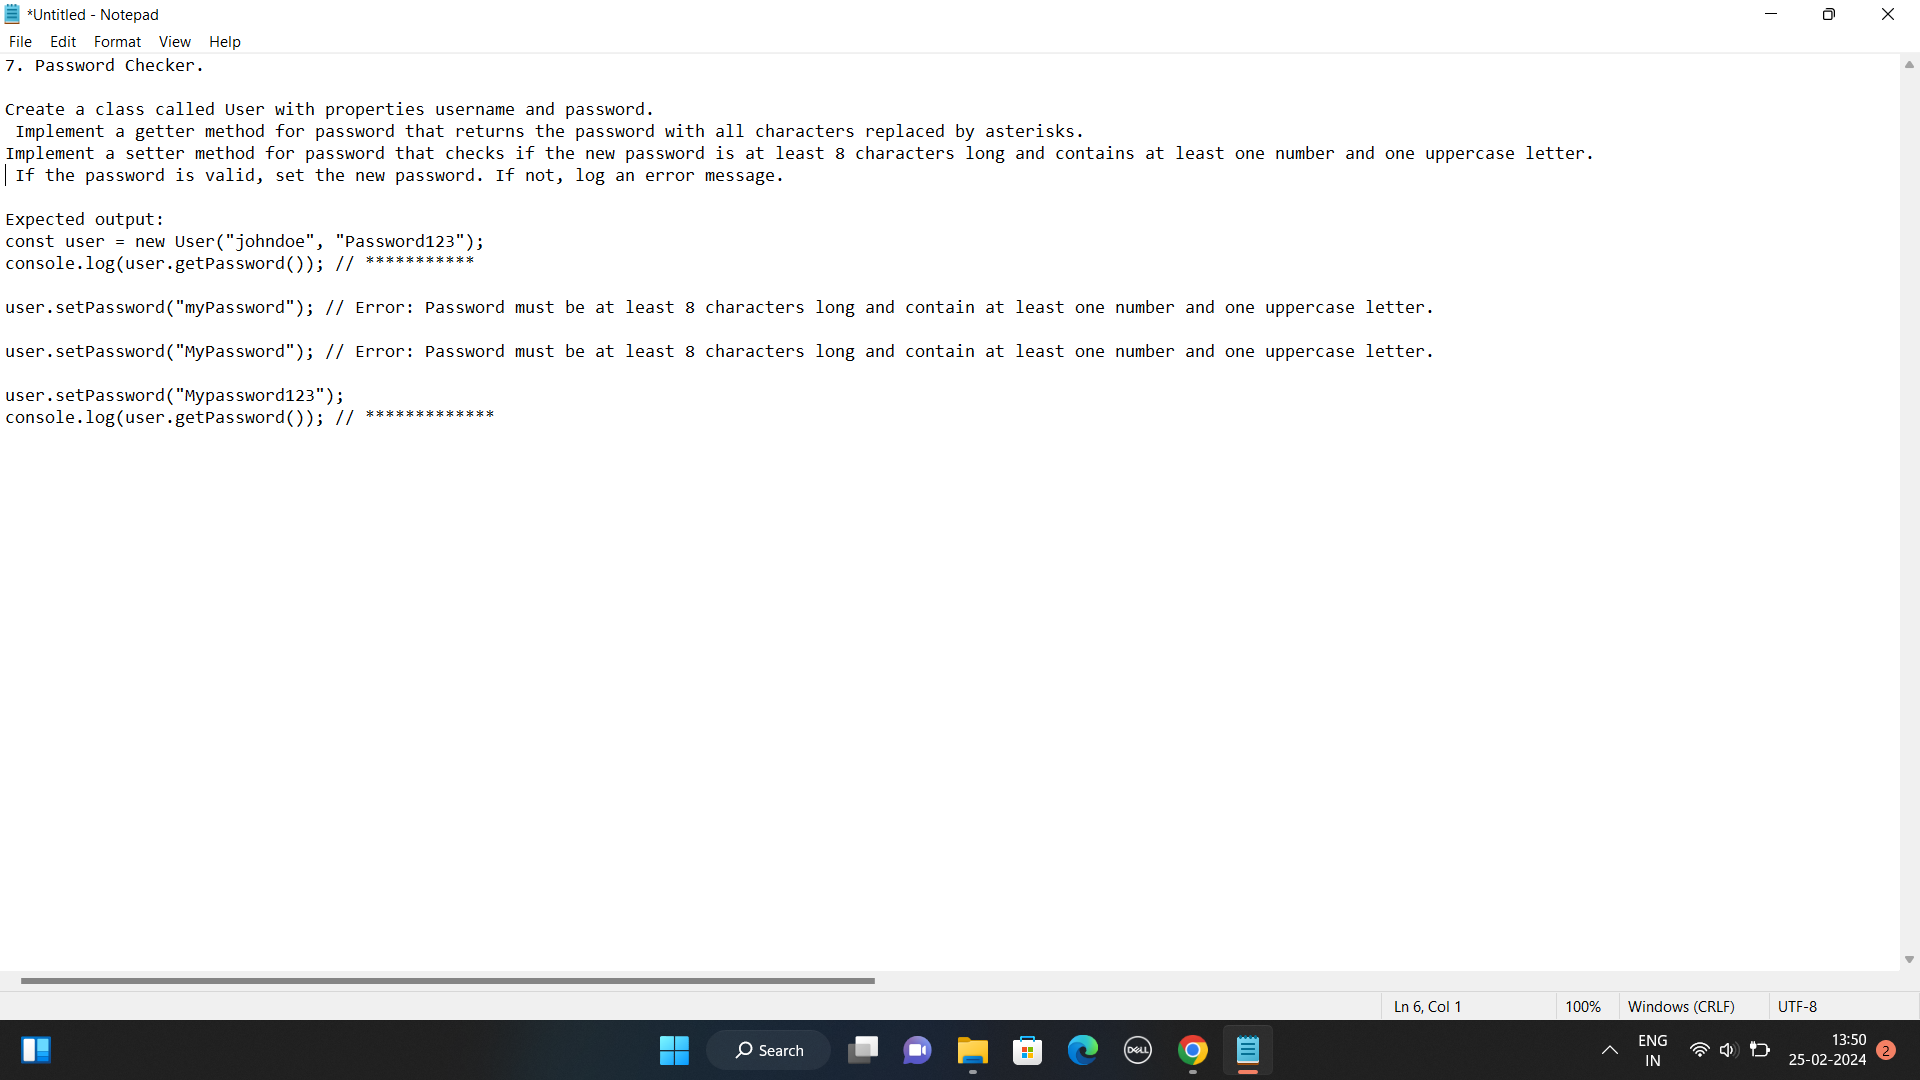 *Untitled - Notepad
File Edit Format View Help
7. Password Checker.
Create a class called User with properties username and password.
Implement a getter method for password that returns the password with all characters replaced by asterisks.
Implement a setter method for password that checks if the new password is at least 8 characters long and contains at least one number and one uppercase letter.
If the password is valid, set the new password. If not, log an error message.
Expected output:
const user = new User("johndoe", "Password123");
console.log(user.getPassword()); // ***********
user.setPassword("myPassword"); // Error: Password must be at least 8 characters long and contain at least one number and one uppercase letter.
user.setPassword("MyPassword"); // Error: Password must be at least 8 characters long and contain at least one number and one uppercase letter.
user.setPassword("Mypassword123");
console.log(user.getPassword()); // *************
Ln 6, Col 1 100% Windows (CRLF) UTF-8
Search DELL ENG IN 13:50 25-02-2024 2